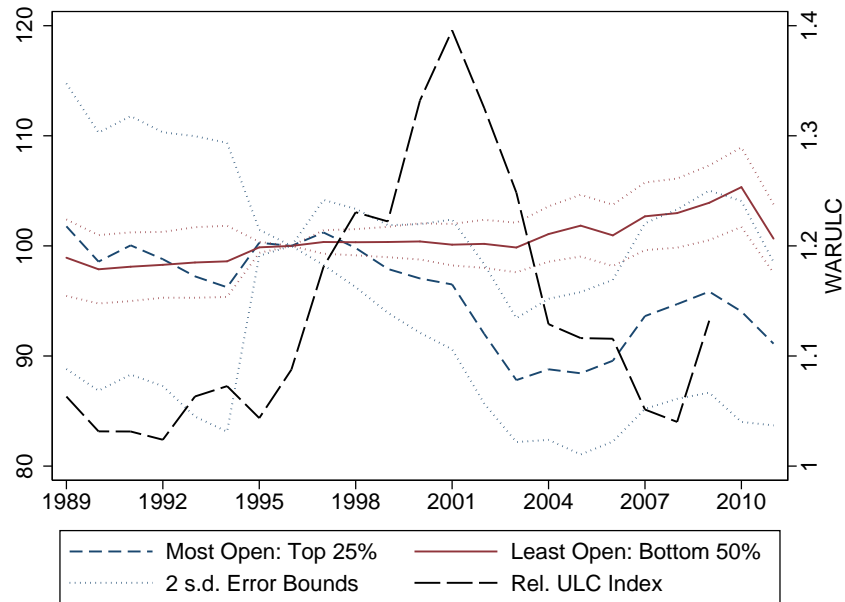 120
110
100
90
80
1.4
1.3
1.2
1.1
1
WARULC
1989 1992 1995 1998 2001 2004 2007 2010
Most Open: Top 25% Least Open: Bottom 50%
2 s.d. Error Bounds Rel. ULC Index